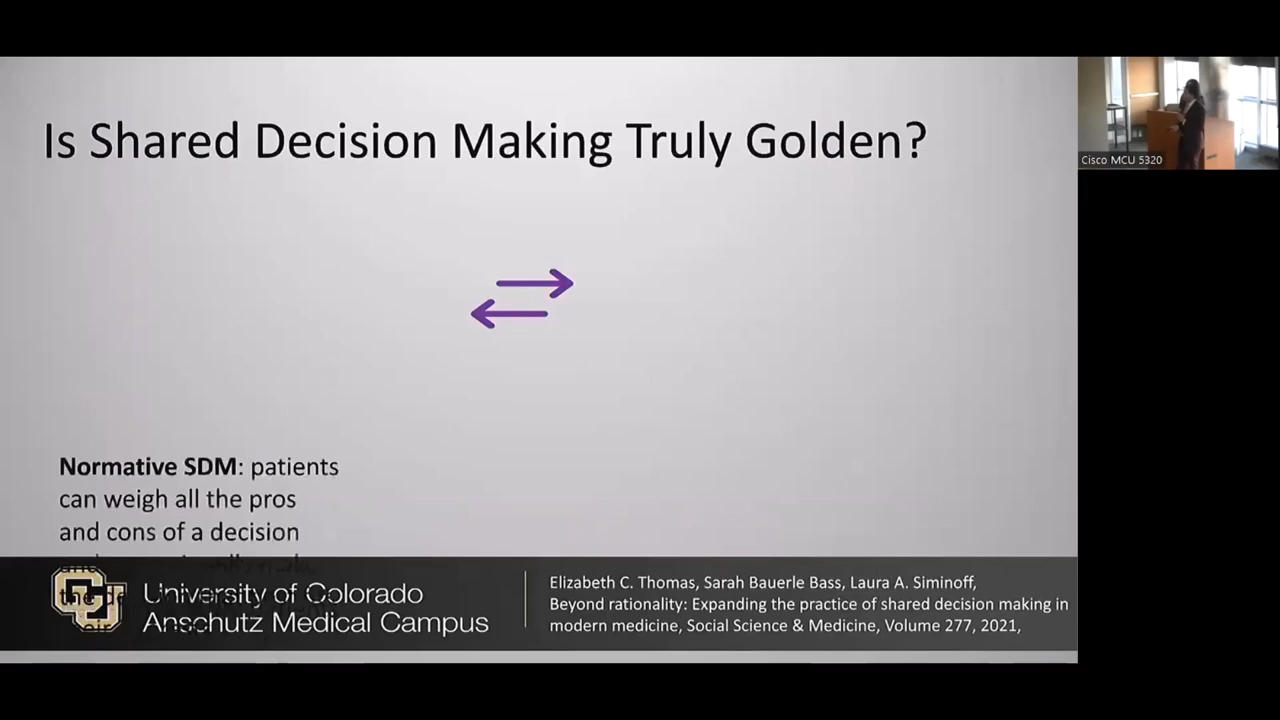 Is Shared Decision Making Truly Golden?
Cisco MCU 5320
Normative SDM: patients
can weigh all the pros
and cons of a decision
University of Colorado
Anschutz Medical Campus
Elizabeth C. Thomas, Sarah Bauerle Bass, Laura A. Siminoff,
Beyond rationality: Expanding the practice of shared decision making in
modern medicine, Social Science & Medicine, Volume 277, 2021,